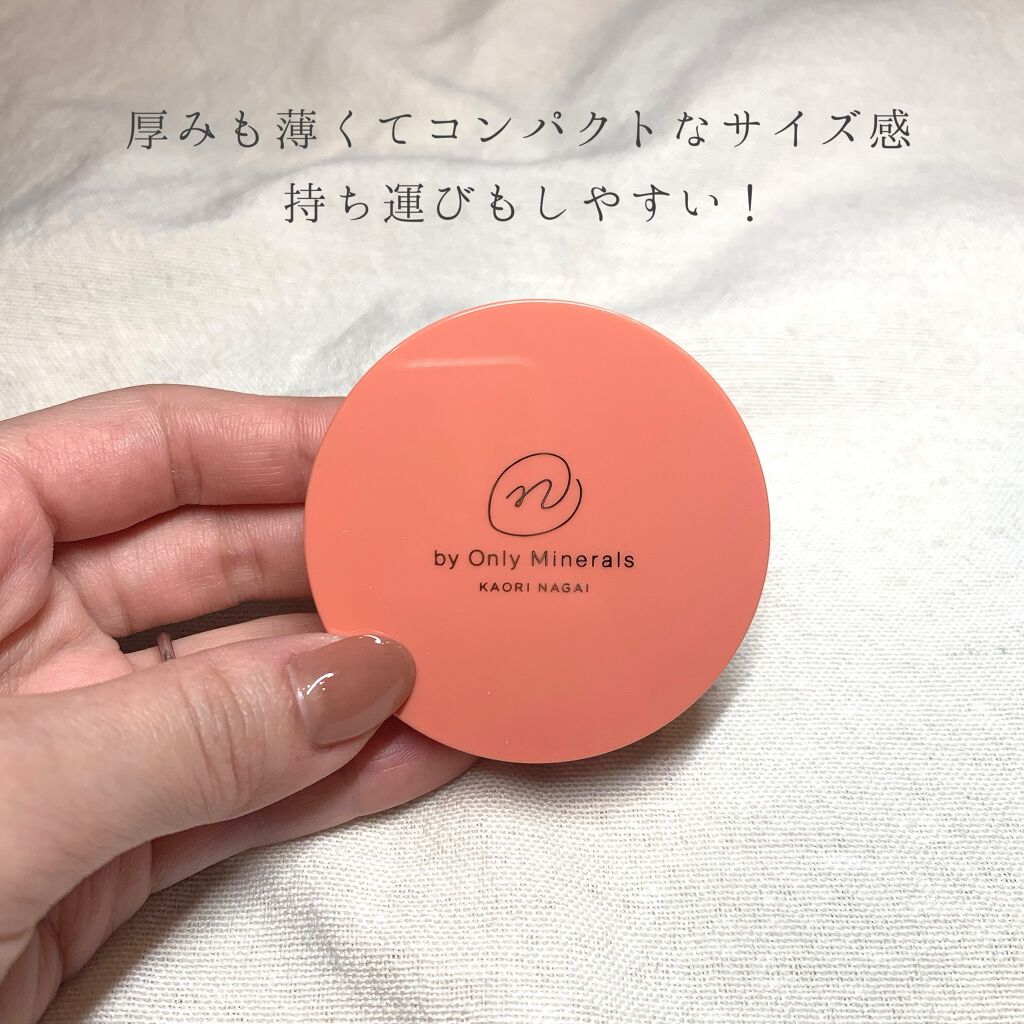 厚みも薄くてコンパクトなサイズ感
持ち運びもしやすい！
n
by Only Minerals
KAORI NAGAI